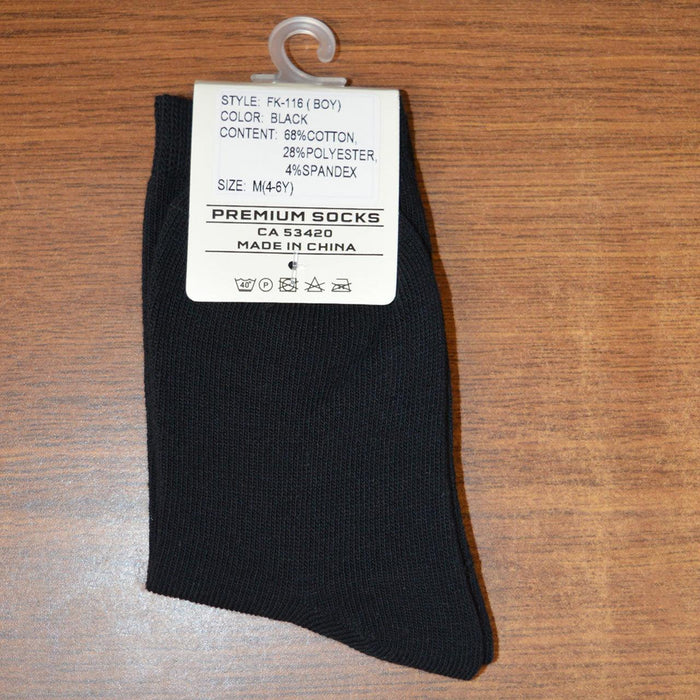 STYLE: FK-116 ( BOY)
COLOR: BLACK
CONTENT: 68%COTTON,
28%POLYESTER,
4%SPANDEX
SIZE: M(4-6Y)
PREMIUM SOCKS
CA 53420
MADE IN CHINA
40° P